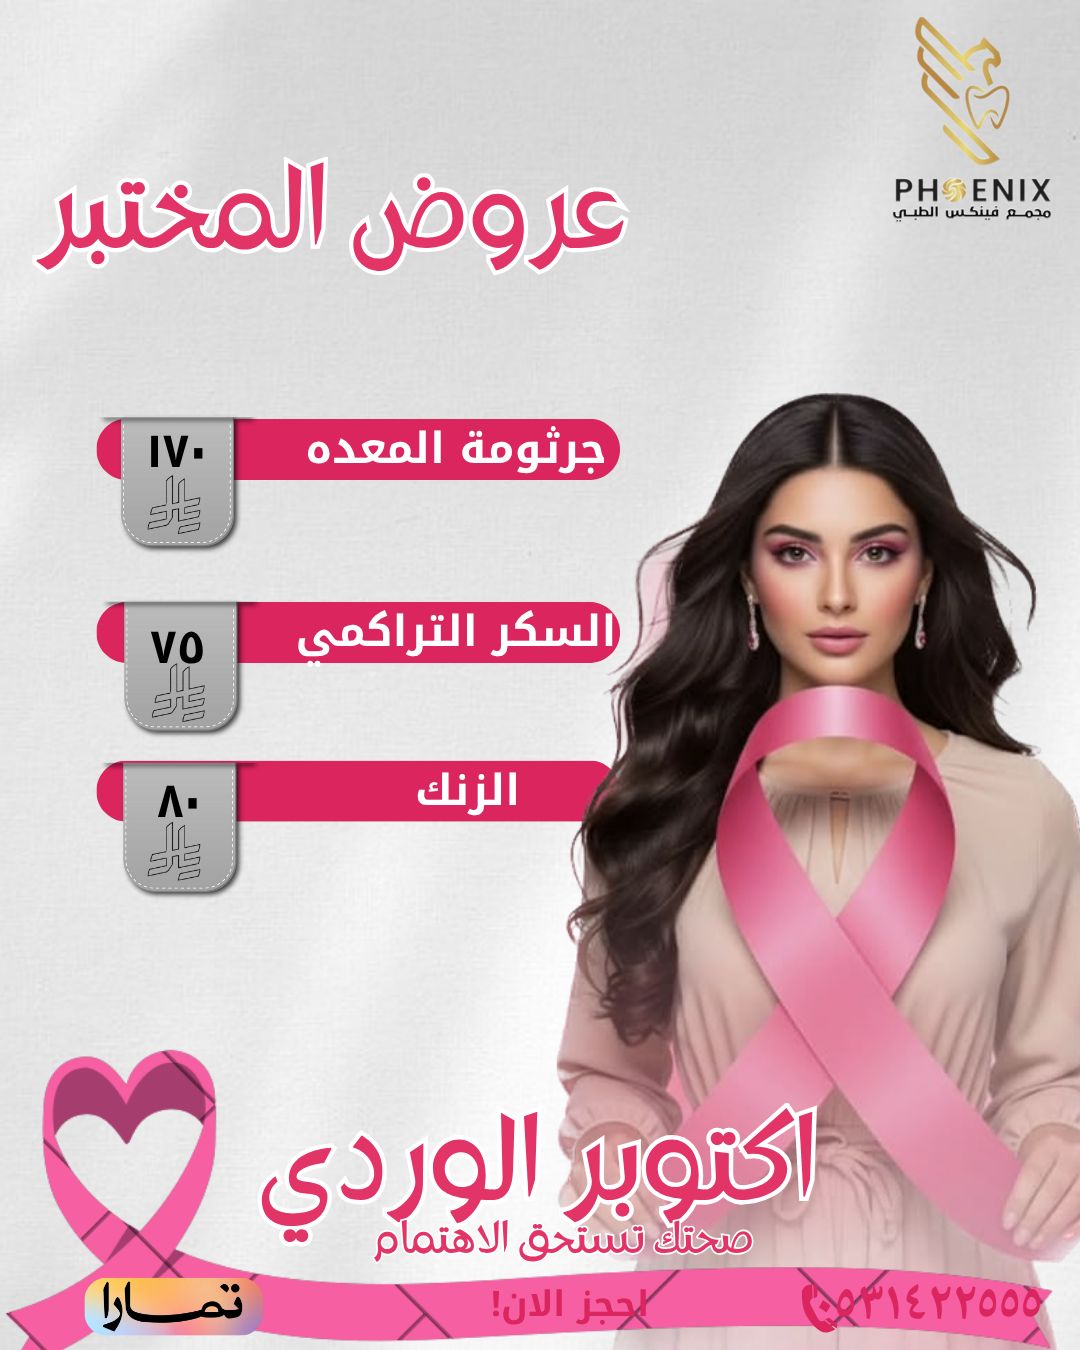 PHOENIX
مجمع فينكس الطبي
عروض المختبر
جرثومة المعده
١٧٠
السكر التراكمي
٧٥
الزنك
٨٠
اكتوبر الوردي
صحتك تستحق الاهتمام
٠٥٣١٤٢٢٥٥٥
احجز الان!
تمارا